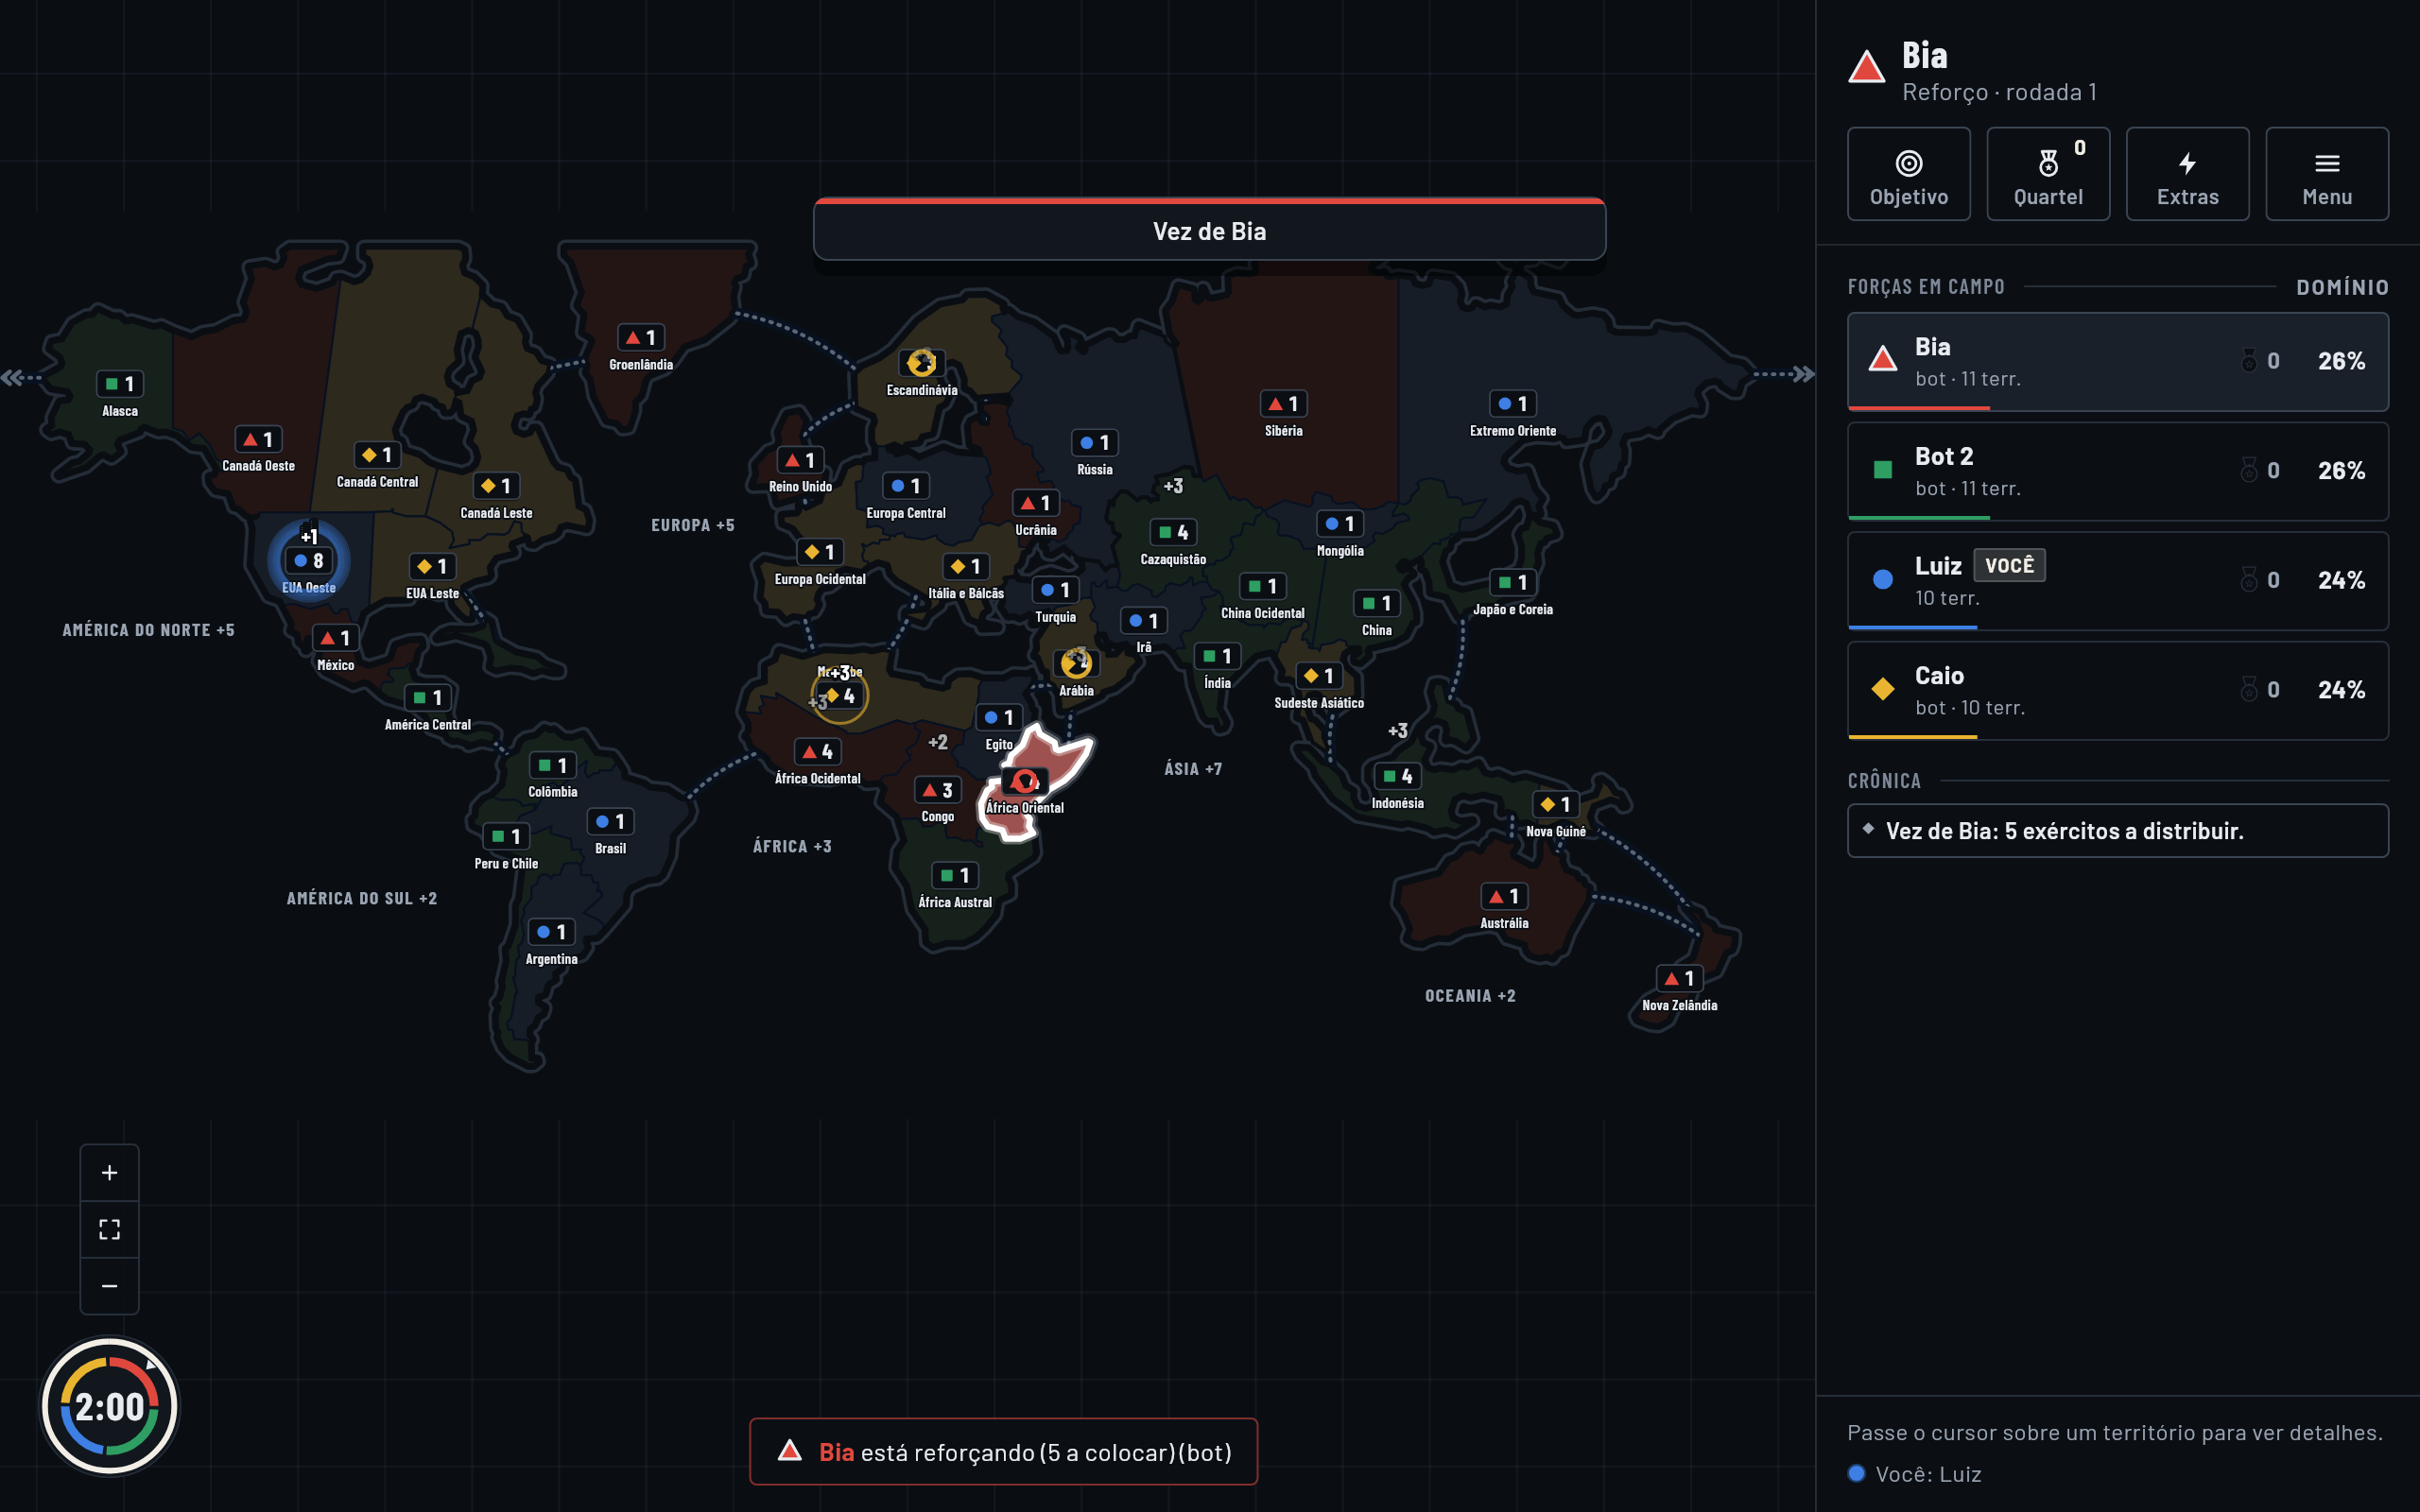 Bia
Reforço · rodada 1
0
Objetivo
Quartel
Extras
Menu
Vez de Bia
FORÇAS EM CAMPO
DOMÍNIO
Bia
bot · 11 terr.
0
26%
Bot 2
bot · 11 terr.
0
26%
Luiz
VOCÊ
10 terr.
0
24%
Caio
bot · 10 terr.
0
24%
CRÔNICA
Vez de Bia: 5 exércitos a distribuir.
1
Groenlândia
Escandinávia
1
Alasca
1
Canadá Oeste
1
Canadá Central
1
Canadá Leste
1
Reino Unido
1
Europa Central
1
Rússia
1
Sibéria
1
Extremo Oriente
1
Ucrânia
EUROPA +5
+3
4
Cazaquistão
1
Mongólia
+1
8
EUA Oeste
1
EUA Leste
1
Europa Ocidental
1
Itália e Bálcãs
1
Turquia
1
Irã
1
China Ocidental
1
China
1
Japão e Coreia
AMÉRICA DO NORTE +5
1
México
1
América Central
+3
+3
4
Arábia
1
Índia
1
Sudeste Asiático
1
Egito
+2
4
África Ocidental
3
Congo
África Oriental
ÁSIA +7
+3
4
Indonésia
1
Nova Guiné
1
Colômbia
1
Brasil
1
Peru e Chile
ÁFRICA +3
1
África Austral
AMÉRICA DO SUL +2
1
Argentina
1
Austrália
OCEANIA +2
1
Nova Zelândia
+
−
2:00
Bia está reforçando (5 a colocar) (bot)
Passe o cursor sobre um território para ver detalhes.
Você: Luiz